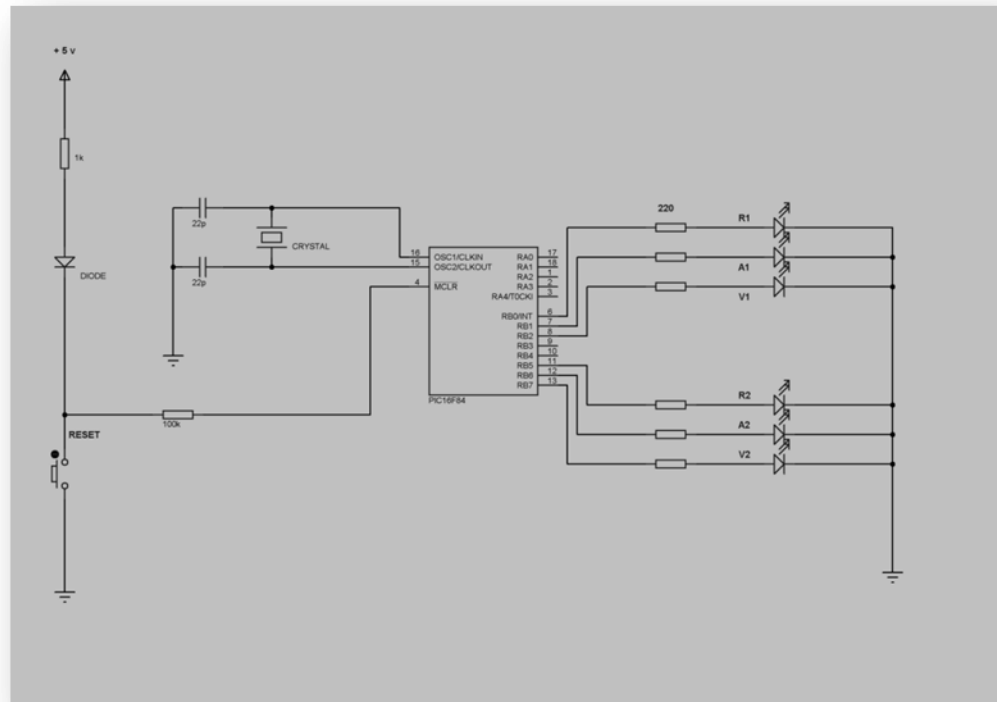 + 5 v
1k
DIODE
RESET
100k
22p
22p
CRYSTAL
16
15
4
OSC1/CLKIN
OSC2/CLKOUT
MCLR
RA0
RA1
RA2
RA3
RA4/T0CKI
RB0/INT
RB1
RB2
RB3
RB4
RB5
RB6
RB7
17
18
1
2
3
6
7
8
9
10
11
12
13
PIC16F84
220
R1
A1
V1
R2
A2
V2